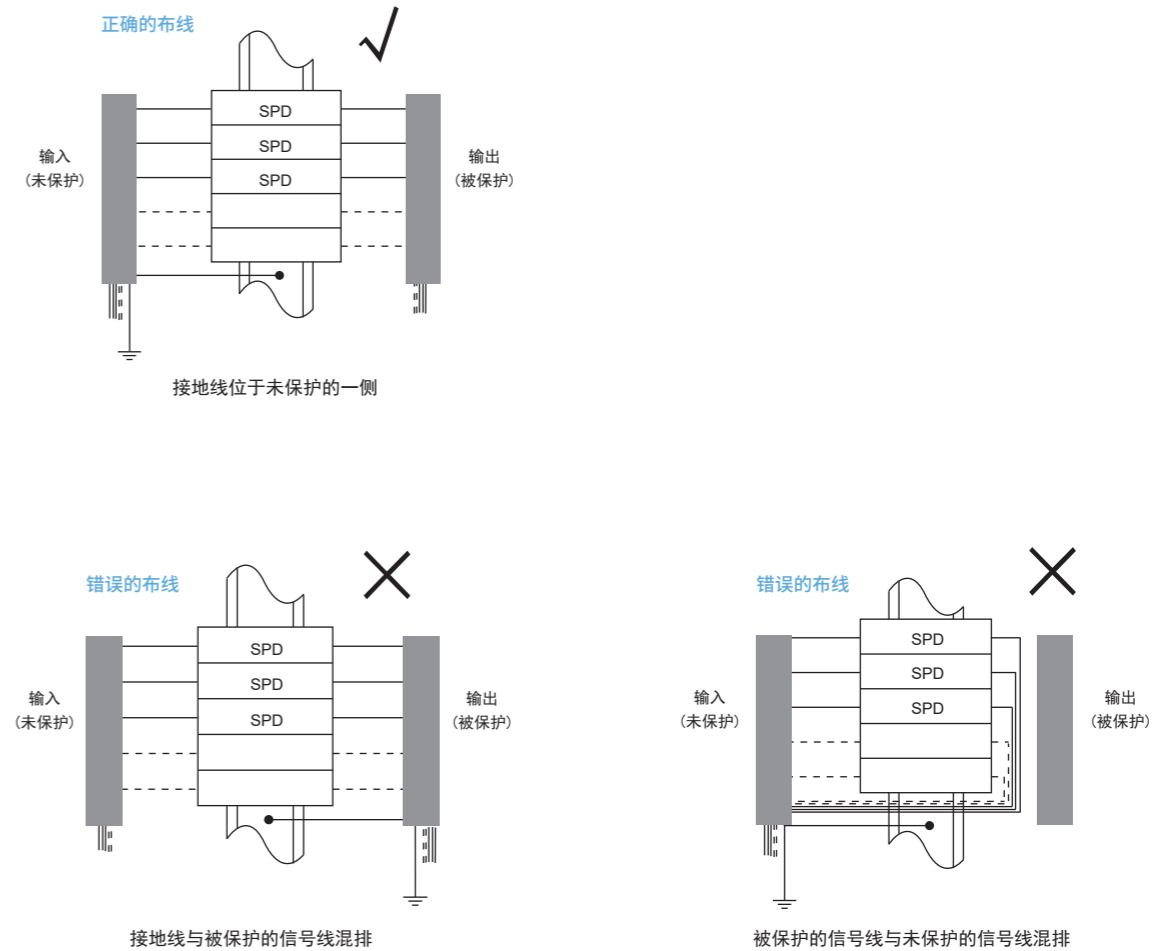 正确的布线
SPD
SPD
SPD
输入
(未保护)
输出
(被保护)
接地线位于未保护的一侧
错误的布线
SPD
SPD
SPD
输入
(未保护)
输出
(被保护)
接地线与被保护的信号线混排
错误的布线
SPD
SPD
SPD
输入
(未保护)
输出
(被保护)
被保护的信号线与未保护的信号线混排